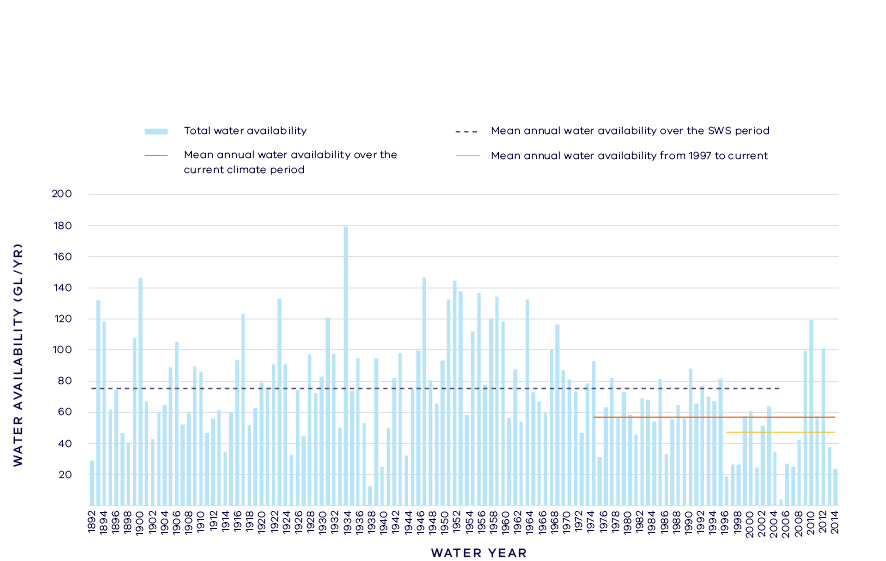 Total water availability
Mean annual water availability over the SWS period
Mean annual water availability over the
current climate period
Mean annual water availability from 1997 to current
200
180
160
140
120
100
80
60
40
20
WATER AVAILABILITY (GL/YR)
1892 1894 1896 1898 1900 1902 1904 1906 1908 1910 1912 1914 1916 1918 1920 1922 1924 1926 1928 1930 1932 1934 1936 1938 1940 1942 1944 1946 1948 1950 1952 1954 1956 1958 1960 1962 1964 1966 1968 1970 1972 1974 1976 1978 1980 1982 1984 1986 1988 1990 1992 1994 1996 1998 2000 2002 2004 2006 2008 2010 2012 2014
WATER YEAR